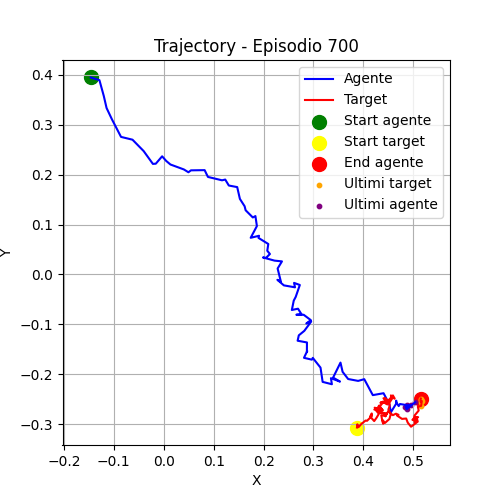 Trajectory - Episodio 700
Agente
Target
Start agente
Start target
End agente
Ultimi target
Ultimi agente
0.4
0.3
0.2
0.1
0.0
−0.1
−0.2
−0.3
Y
−0.2
−0.1
0.0
0.1
0.2
0.3
0.4
0.5
X